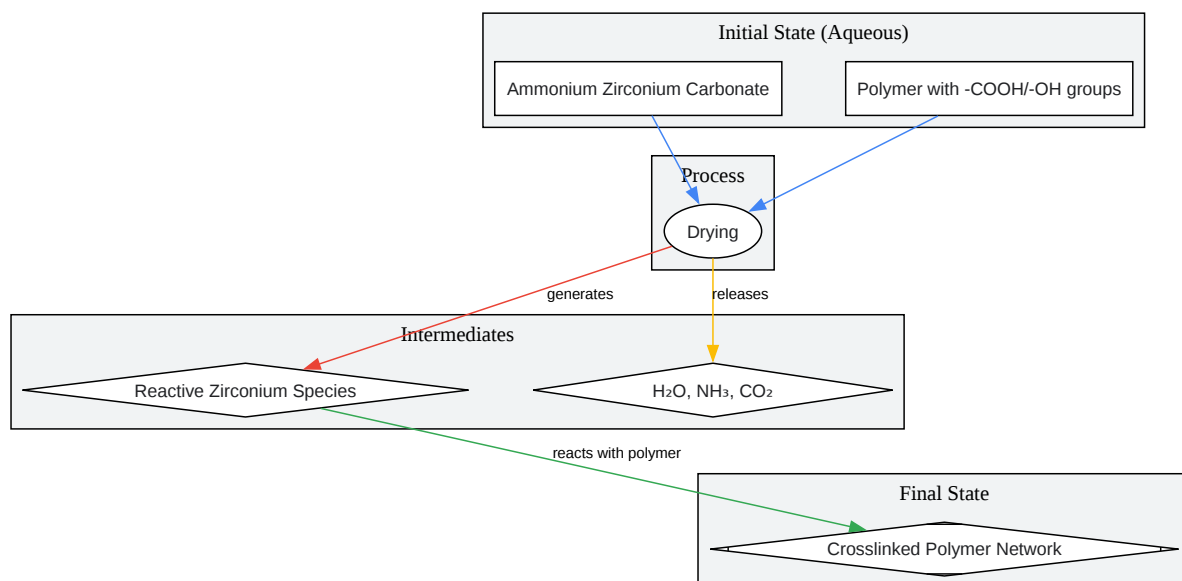 Initial State (Aqueous)
Ammonium Zirconium Carbonate
Polymer with -COOH/-OH groups
Process
Drying
generates
releases
Intermediates
Reactive Zirconium Species
H₂O, NH₃, CO₂
reacts with polymer
Final State
Crosslinked Polymer Network